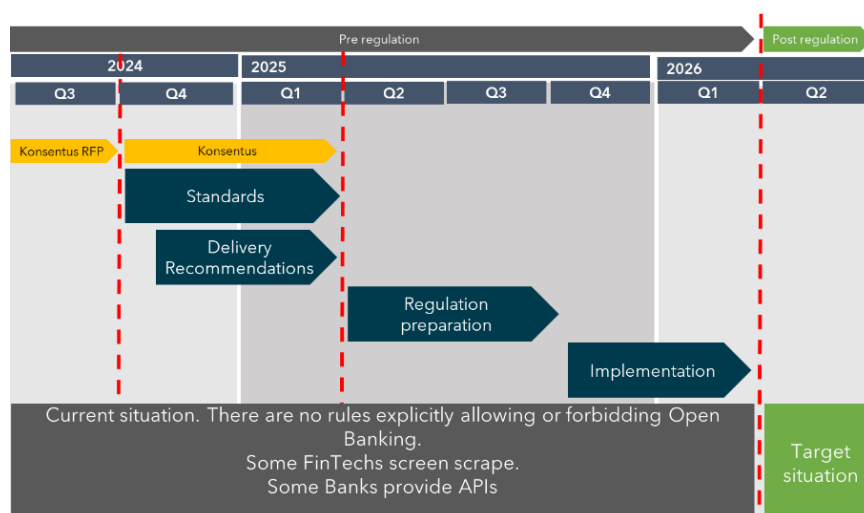 Pre regulation
Post regulation
2024
2025
2026
Q3
Q4
Q1
Q2
Q3
Q4
Q1
Q2
Konsentus RFP
Konsentus
Standards
Delivery
Recommendations
Regulation
preparation
Implementation
Current situation. There are no rules explicitly allowing or forbidding Open
Banking.
Some FinTechs screen scrape.
Some Banks provide APIs
Target
situation